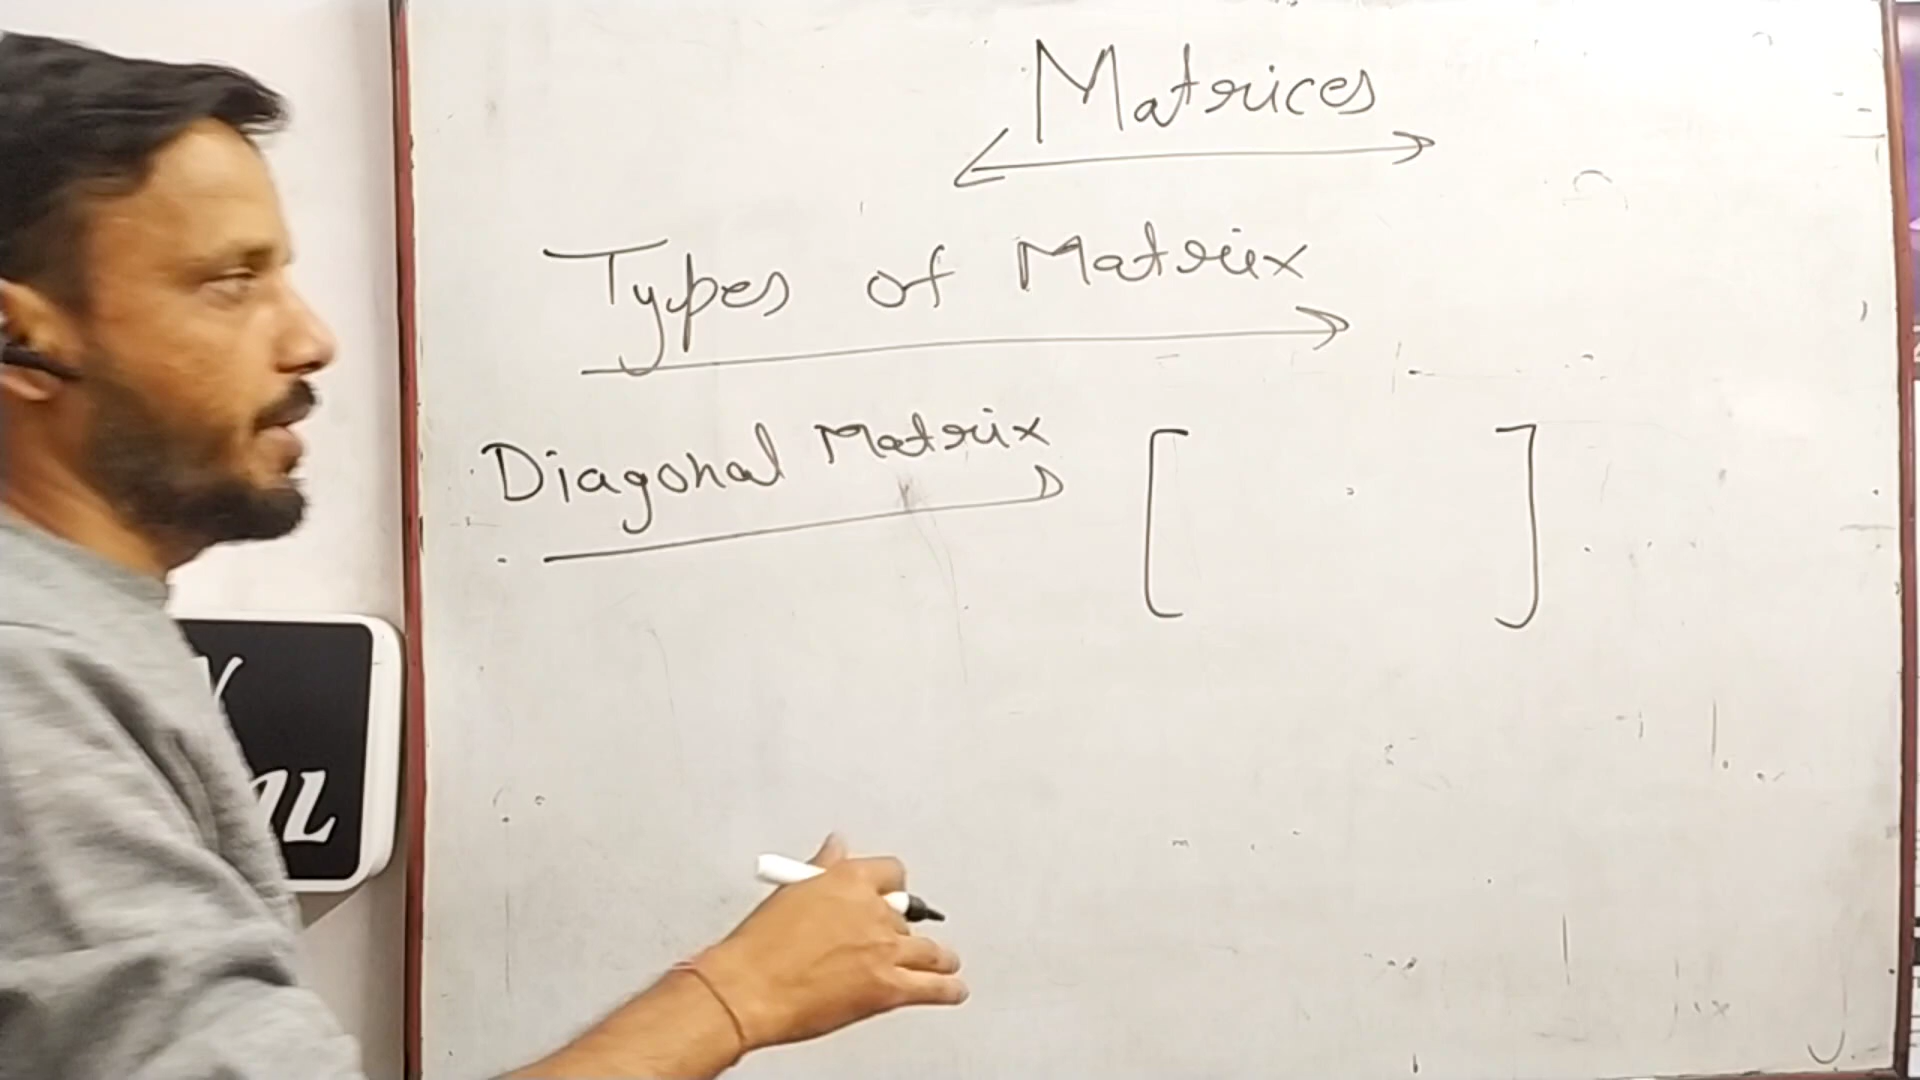 Matrices
Types of Matrix
Diagonal Matrix [ ]